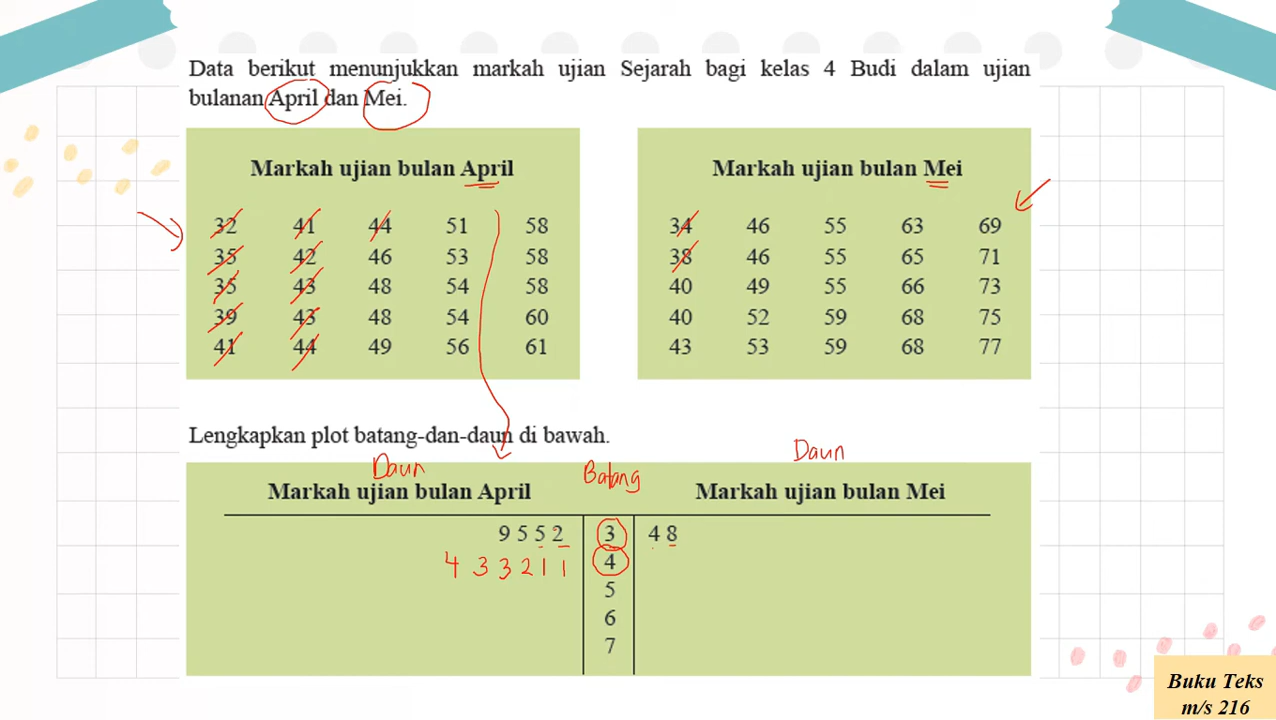 Data berikut menunjukkan markah ujian Sejarah bagi kelas 4 Budi dalam ujian
bulanan April dan Mei.
Markah ujian bulan April
32 41 44 51 58
35 42 46 53 58
35 43 48 54 58
39 43 48 54 60
41 44 49 56 61
Markah ujian bulan Mei
34 46 55 63 69
38 46 55 65 71
40 49 55 66 73
40 52 59 68 75
43 53 59 68 77
Lengkapkan plot batang-dan-daun di bawah.
Daun Batang Daun
Markah ujian bulan April Markah ujian bulan Mei
9 5 5 2 3 4 8
4 3 3 2 1 1 4
5
6
7
Buku Teks
m/s 216